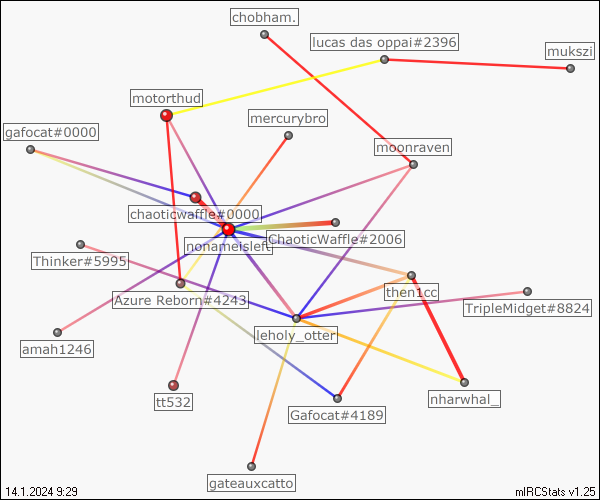 chobham.
lucas das oppai#2396
mukszi
motorthud
mercurybro
gafocat#0000
moonraven
chaoticwaffle#0000
ChaoticWaffle#2006
nonameisleft
Thinker#5995
Azure Reborn#4243
then1cc
TripleMidget#8824
leholy_otter
amah1246
tt532
nharwhal_
Gafocat#4189
gateauxcatto
14.1.2024 9:29
mIRCStats v1.25